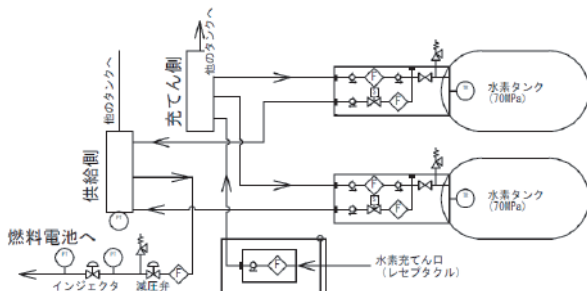 他のタンクへ
充てん側
他のタンクへ
供給側
水素タンク
(70MPa)
水素タンク
(70MPa)
燃料電池へ
インジェクタ
減圧弁
水素充てん口
(レセプタクル)
F
F
S
F
F
S
F
F
PI
PI
PI